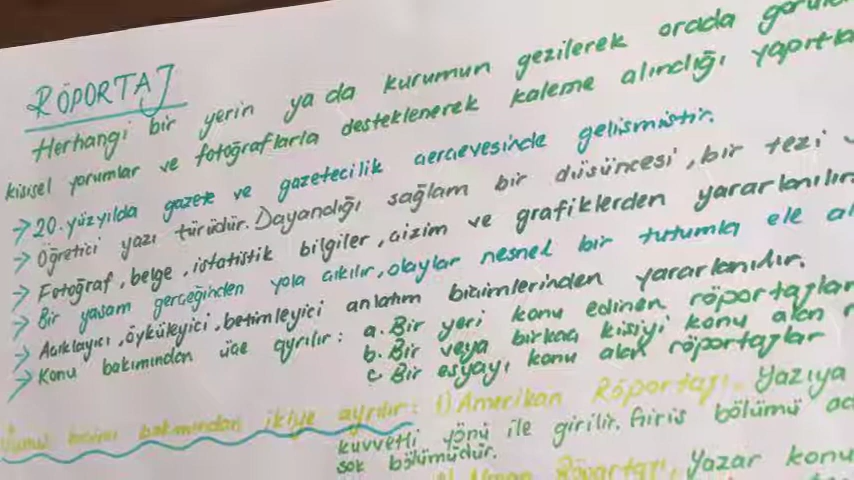 RÖPORTAJ
Herhangi bir yerin ya da kurumun gezilerek orada
kişisel yorumlar ve fotoğraflarla desteklenerek kaleme alındığı
→ 20. yüzyılda gazete ve gazetecilik çerçevesinde gelişmiştir.
→ Öğretici yazı türüdür. Dayandığı sağlam bir düşüncesi, bir tezi
→ Fotoğraf, belge, istatistik bilgiler, çizim ve grafiklerden yararlanılır
→ Bir yaşam gerçeğinden yola çıkılır, olaylar nesnel bir tutumla ele
→ Açıklayıcı, öyküleyici, betimleyici anlatım biçimlerinden yararlanılır.
→ Konu bakımından üçe ayrılır: a. Bir yeri konu edinen röportajlar
b. Bir veya birkaç kişiyi konu alan
c. Bir eşyayı konu alan röportajlar
bakımından ikiye ayrılır: 1) Amerikan Röportajı: Yazıya
kuvvetli yönü ile girilir. Giriş bölümü
şok bölümüdür.
Alman Röportajı: Yazar konu